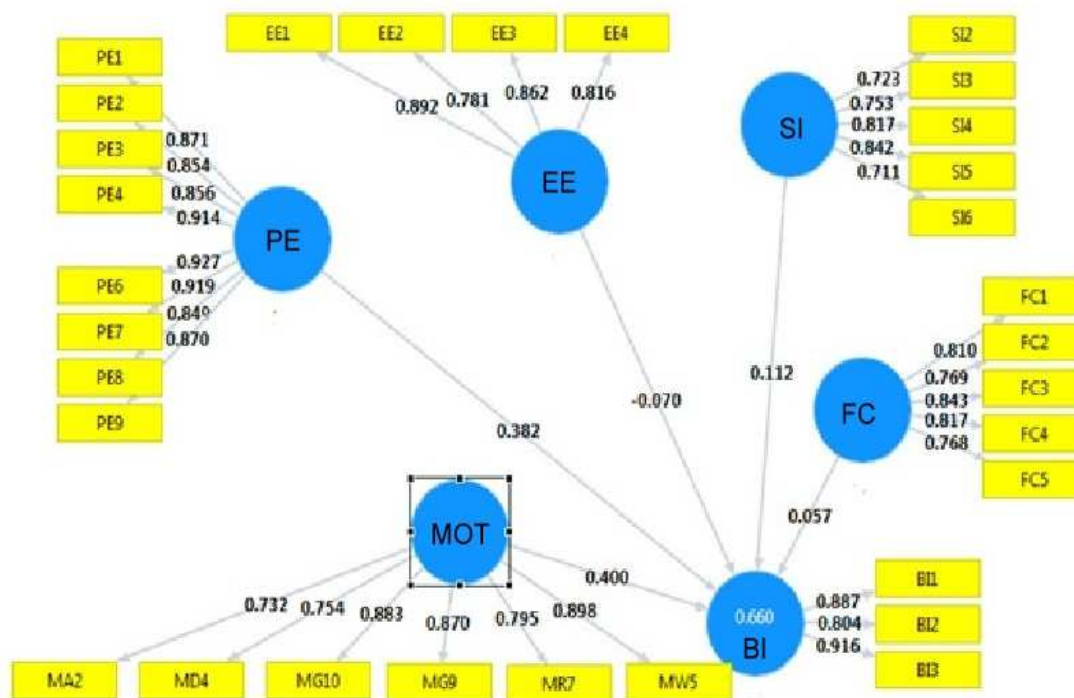 EE1
EE2
EE3
EE4
0.892
0.781
0.862
0.816
EE
PE1
PE2
PE3
PE4
0.871
0.854
0.856
0.914
PE
0.927
0.919
0.849
0.870
PE6
PE7
PE8
PE9
SI2
SI3
SI4
SI5
SI6
0.723
0.753
0.817
0.842
0.711
SI
FC1
FC2
FC3
FC4
FC5
0.810
0.769
0.843
0.817
0.768
FC
0.382
-0.070
0.112
0.057
0.400
MOT
0.732
0.754
0.883
0.870
0.795
0.898
MA2
MD4
MG10
MG9
MR7
MW5
0.660
BI
0.887
0.804
0.916
BI1
BI2
BI3